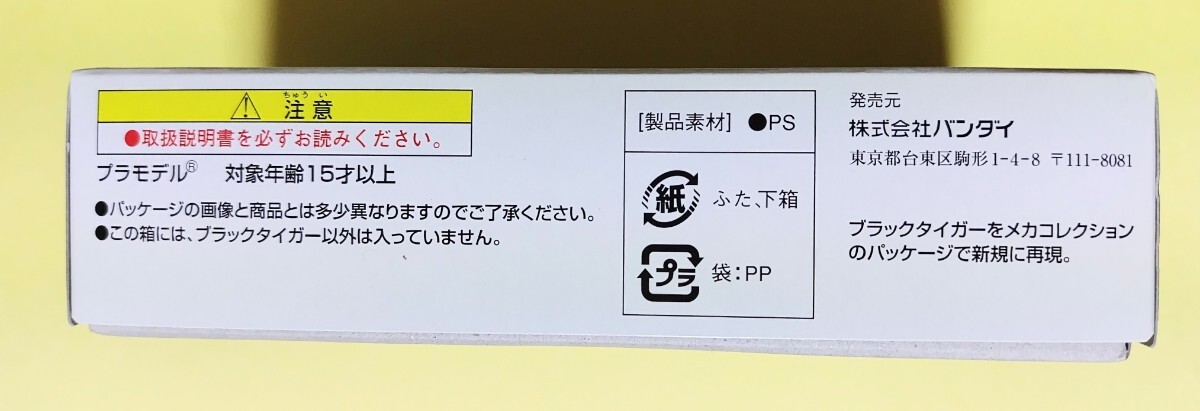 ちゅうい
注意
●取扱説明書を必ずお読みください。
プラモデル® 対象年齢15才以上
●パッケージの画像と商品とは多少異なりますのでご了承ください。
●この箱には、ブラックタイガー以外は入っていません。
[製品素材] ●PS
紙 ふた、下箱
プラ 袋:PP
発売元
株式会社バンダイ
東京都台東区駒形1-4-8 〒111-8081
ブラックタイガーをメカコレクション
のパッケージで新規に再現。